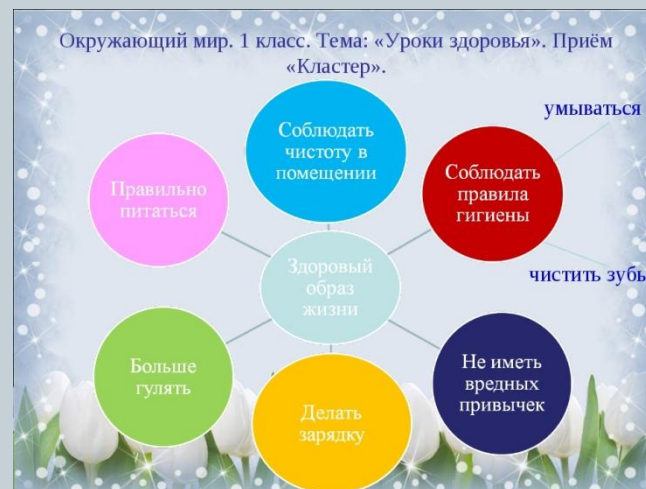 Окружающий мир. 1 класс. Тема: «Уроки здоровья». Приём
«Кластер».
Соблюдать
чистоту в
помещении
умываться
Правильно
питаться
Соблюдать
правила
гигиены
Здоровый
образ
жизни
чистить зубы
Больше
гулять
Делать
зарядку
Не иметь
вредных
привычек